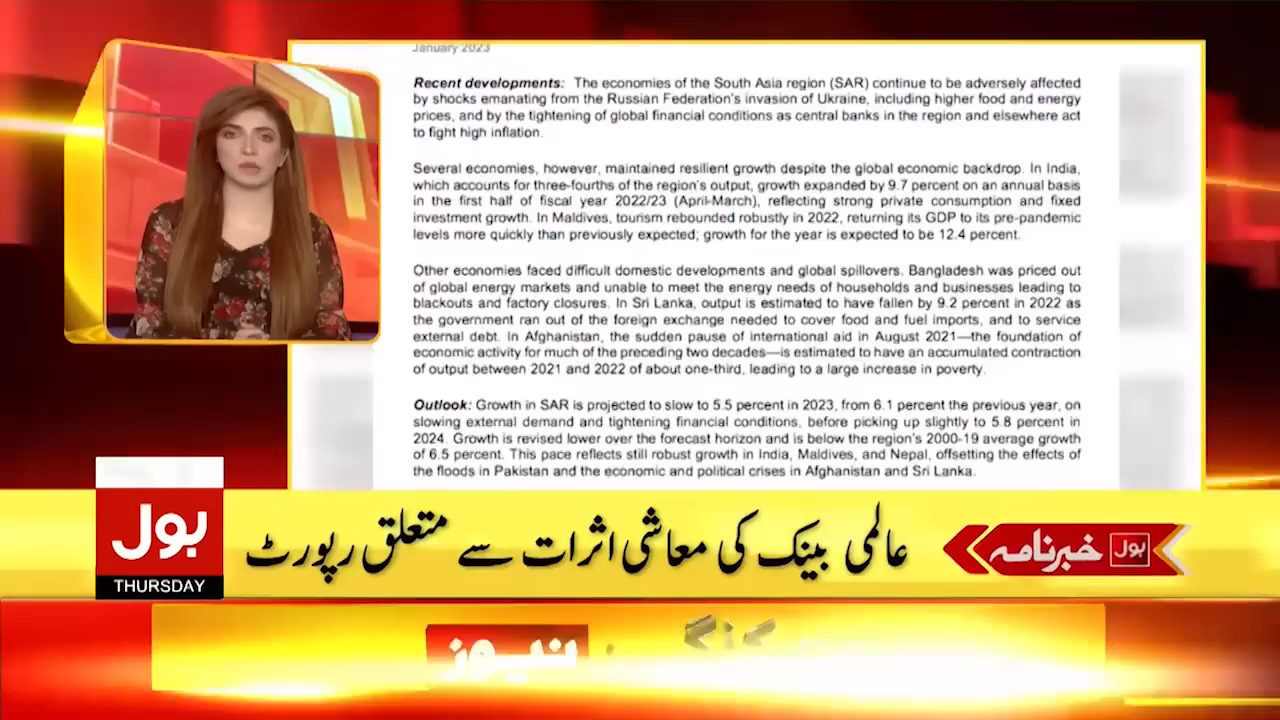 January 2023
Recent developments: The economies of the South Asia region (SAR) continue to be adversely affected
by shocks emanating from the Russian Federation's invasion of Ukraine, including higher food and energy
prices, and by the tightening of global financial conditions as central banks in the region and elsewhere act
to fight high inflation.
Several economies, however, maintained resilient growth despite the global economic backdrop. In India,
which accounts for three-fourths of the region's output, growth expanded by 9.7 percent on an annual basis
in the first half of fiscal year 2022/23 (April-March), reflecting strong private consumption and fixed
investment growth. In Maldives, tourism rebounded robustly in 2022, returning its GDP to its pre-pandemic
levels more quickly than previously expected; growth for the year is expected to be 12.4 percent.
Other economies faced difficult domestic developments and global spillovers. Bangladesh was priced out
of global energy markets and unable to meet the energy needs of households and businesses leading to
blackouts and factory closures. In Sri Lanka, output is estimated to have fallen by 9.2 percent in 2022 as
the government ran out of the foreign exchange needed to cover food and fuel imports, and to service
external debt. In Afghanistan, the sudden pause of international aid in August 2021—the foundation of
economic activity for much of the preceding two decades—is estimated to have an accumulated contraction
of output between 2021 and 2022 of about one-third, leading to a large increase in poverty.
Outlook: Growth in SAR is projected to slow to 5.5 percent in 2023, from 6.1 percent the previous year, on
slowing external demand and tightening financial conditions, before picking up slightly to 5.8 percent in
2024. Growth is revised lower over the forecast horizon and is below the region's 2000-19 average growth
of 6.5 percent. This pace reflects still robust growth in India, Maldives, and Nepal, offsetting the effects of
the floods in Pakistan and the economic and political crises in Afghanistan and Sri Lanka.
بول خبرنامہ
عالمی بینک کی معاشی اثرات سے متعلق رپورٹ
بول
THURSDAY
نیوز